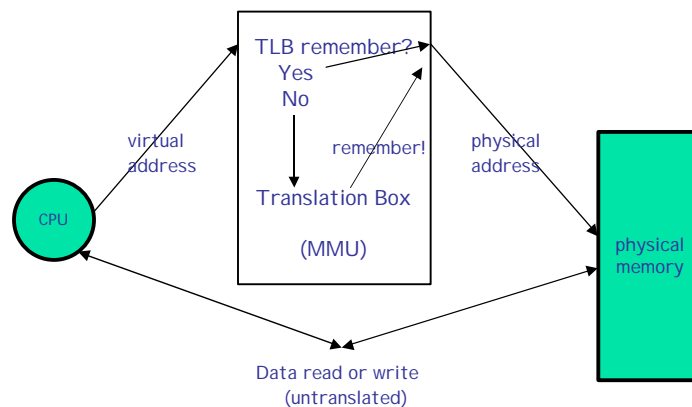 TLB remember?
Yes
No
virtual
address
remember!
physical
address
CPU
Translation Box
(MMU)
physical
memory
Data read or write
(untranslated)